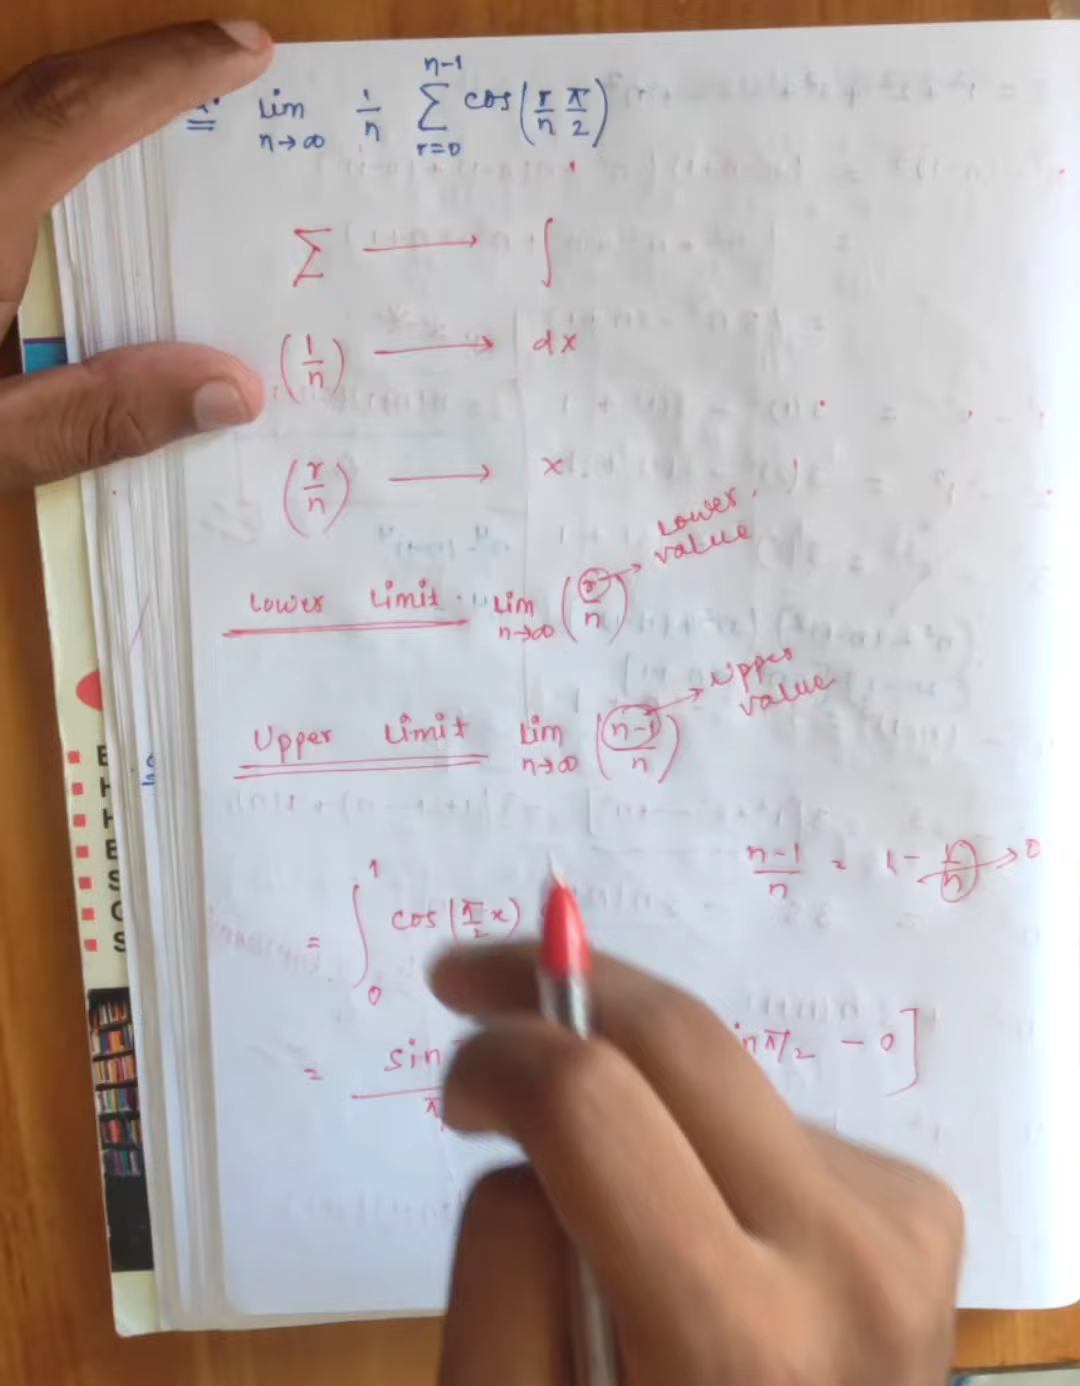 lim n→∞ 1/n Σ r=0 n-1 cos(r/n π/2)
Σ → ∫
(1/n) → dx
(r/n) → x
Lower Limit. lim n→∞ (r/n) → Lower value
Upper Limit lim n→∞ (n-1/n) → Upper value
n-1/n = 1 - 1/n → 0
= ∫ 0 1 cos(π/2 x)
= sin π
π/2 - 0]
E
H
H
E
S
S